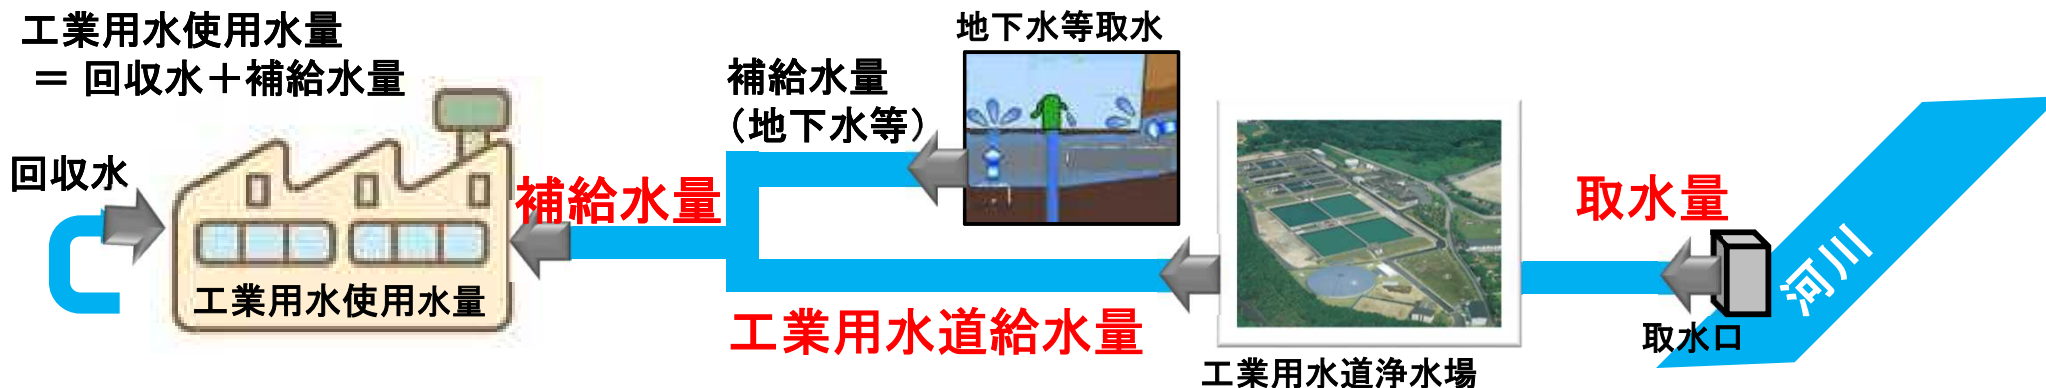 工業用水使用水量
＝ 回収水＋補給水量
回収水
工業用水使用水量
補給水量
補給水量
（地下水等）
地下水等取水
工業用水道給水量
工業用水道浄水場
取水量
取水口
河川